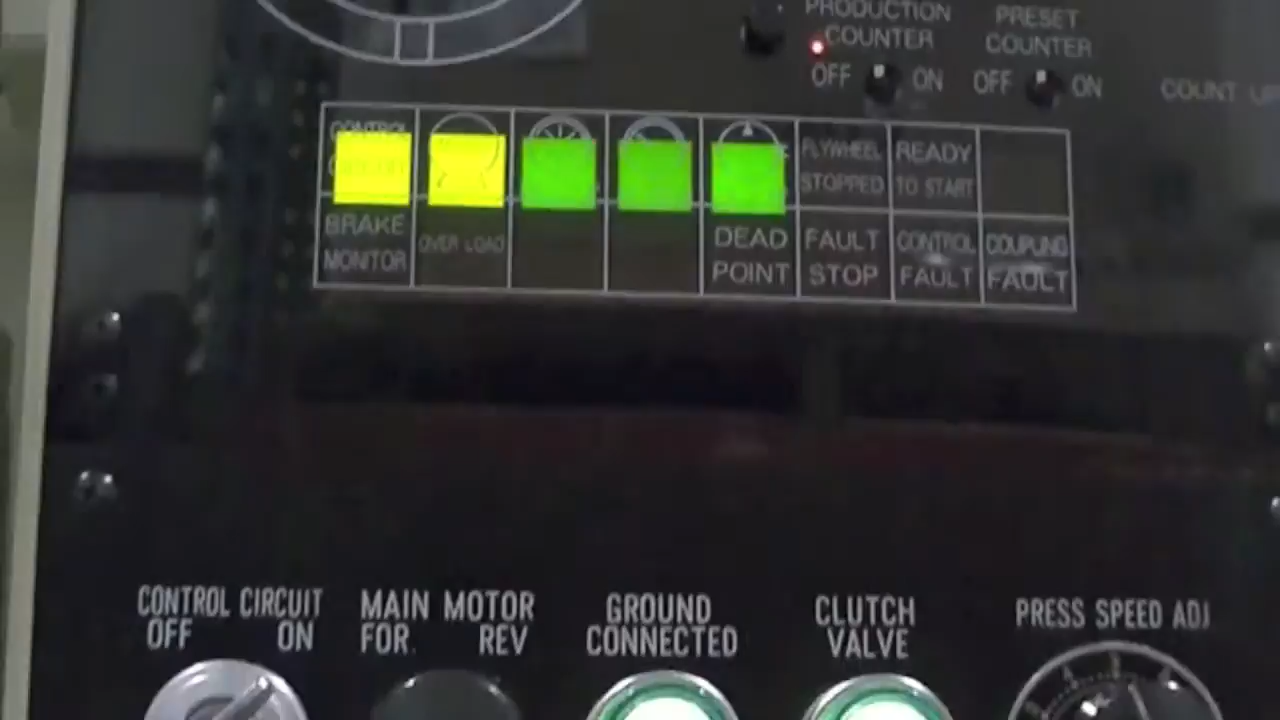 PRODUCTION
COUNTER
OFF ON
PRESET
COUNTER
OFF ON
COUNT UP
CONTROL
FLYWHEEL
STOPPED
READY
TO START
BRAKE
MONITOR
OVER LOAD
DEAD
POINT
FAULT
STOP
CONTROL
FAULT
COUPLING
FAULT
CONTROL CIRCUIT
OFF ON
MAIN MOTOR
FOR. REV
GROUND
CONNECTED
CLUTCH
VALVE
PRESS SPEED ADJ